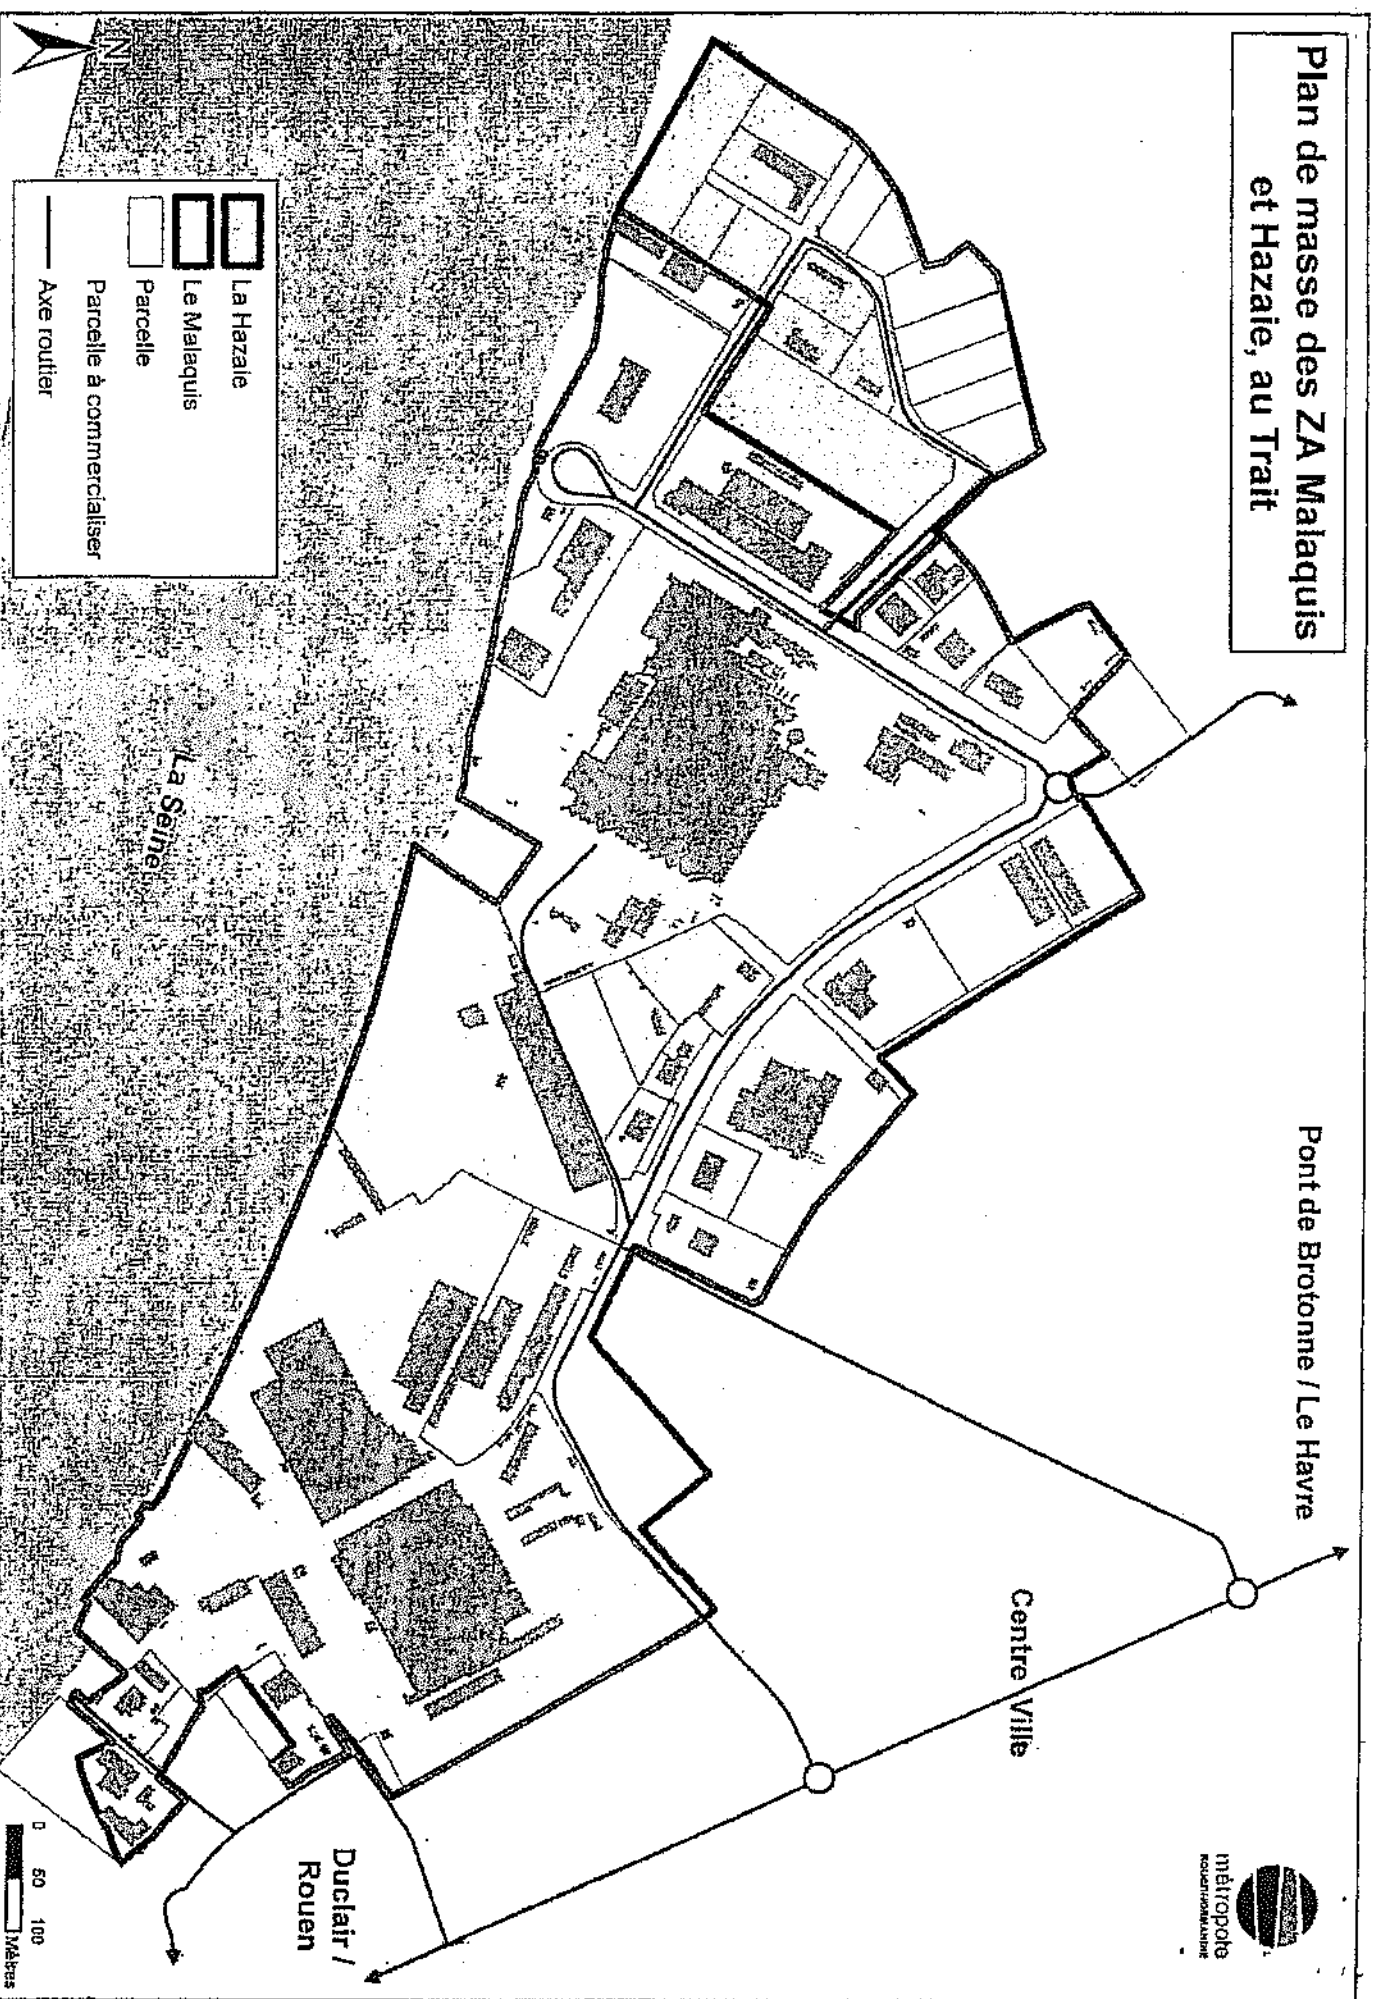 Plan de masse des ZA Malaquis
et Hazaie, au Trait
Pont de Brotonne / Le Havre
métropole
ROUENNORMANDIE
Centre Ville
Duclair /
Rouen
La Seine
N
La Hazaie
Le Malaquis
Parcelle
Parcelle à commercialiser
Axe routier
0 50 100
Mètres